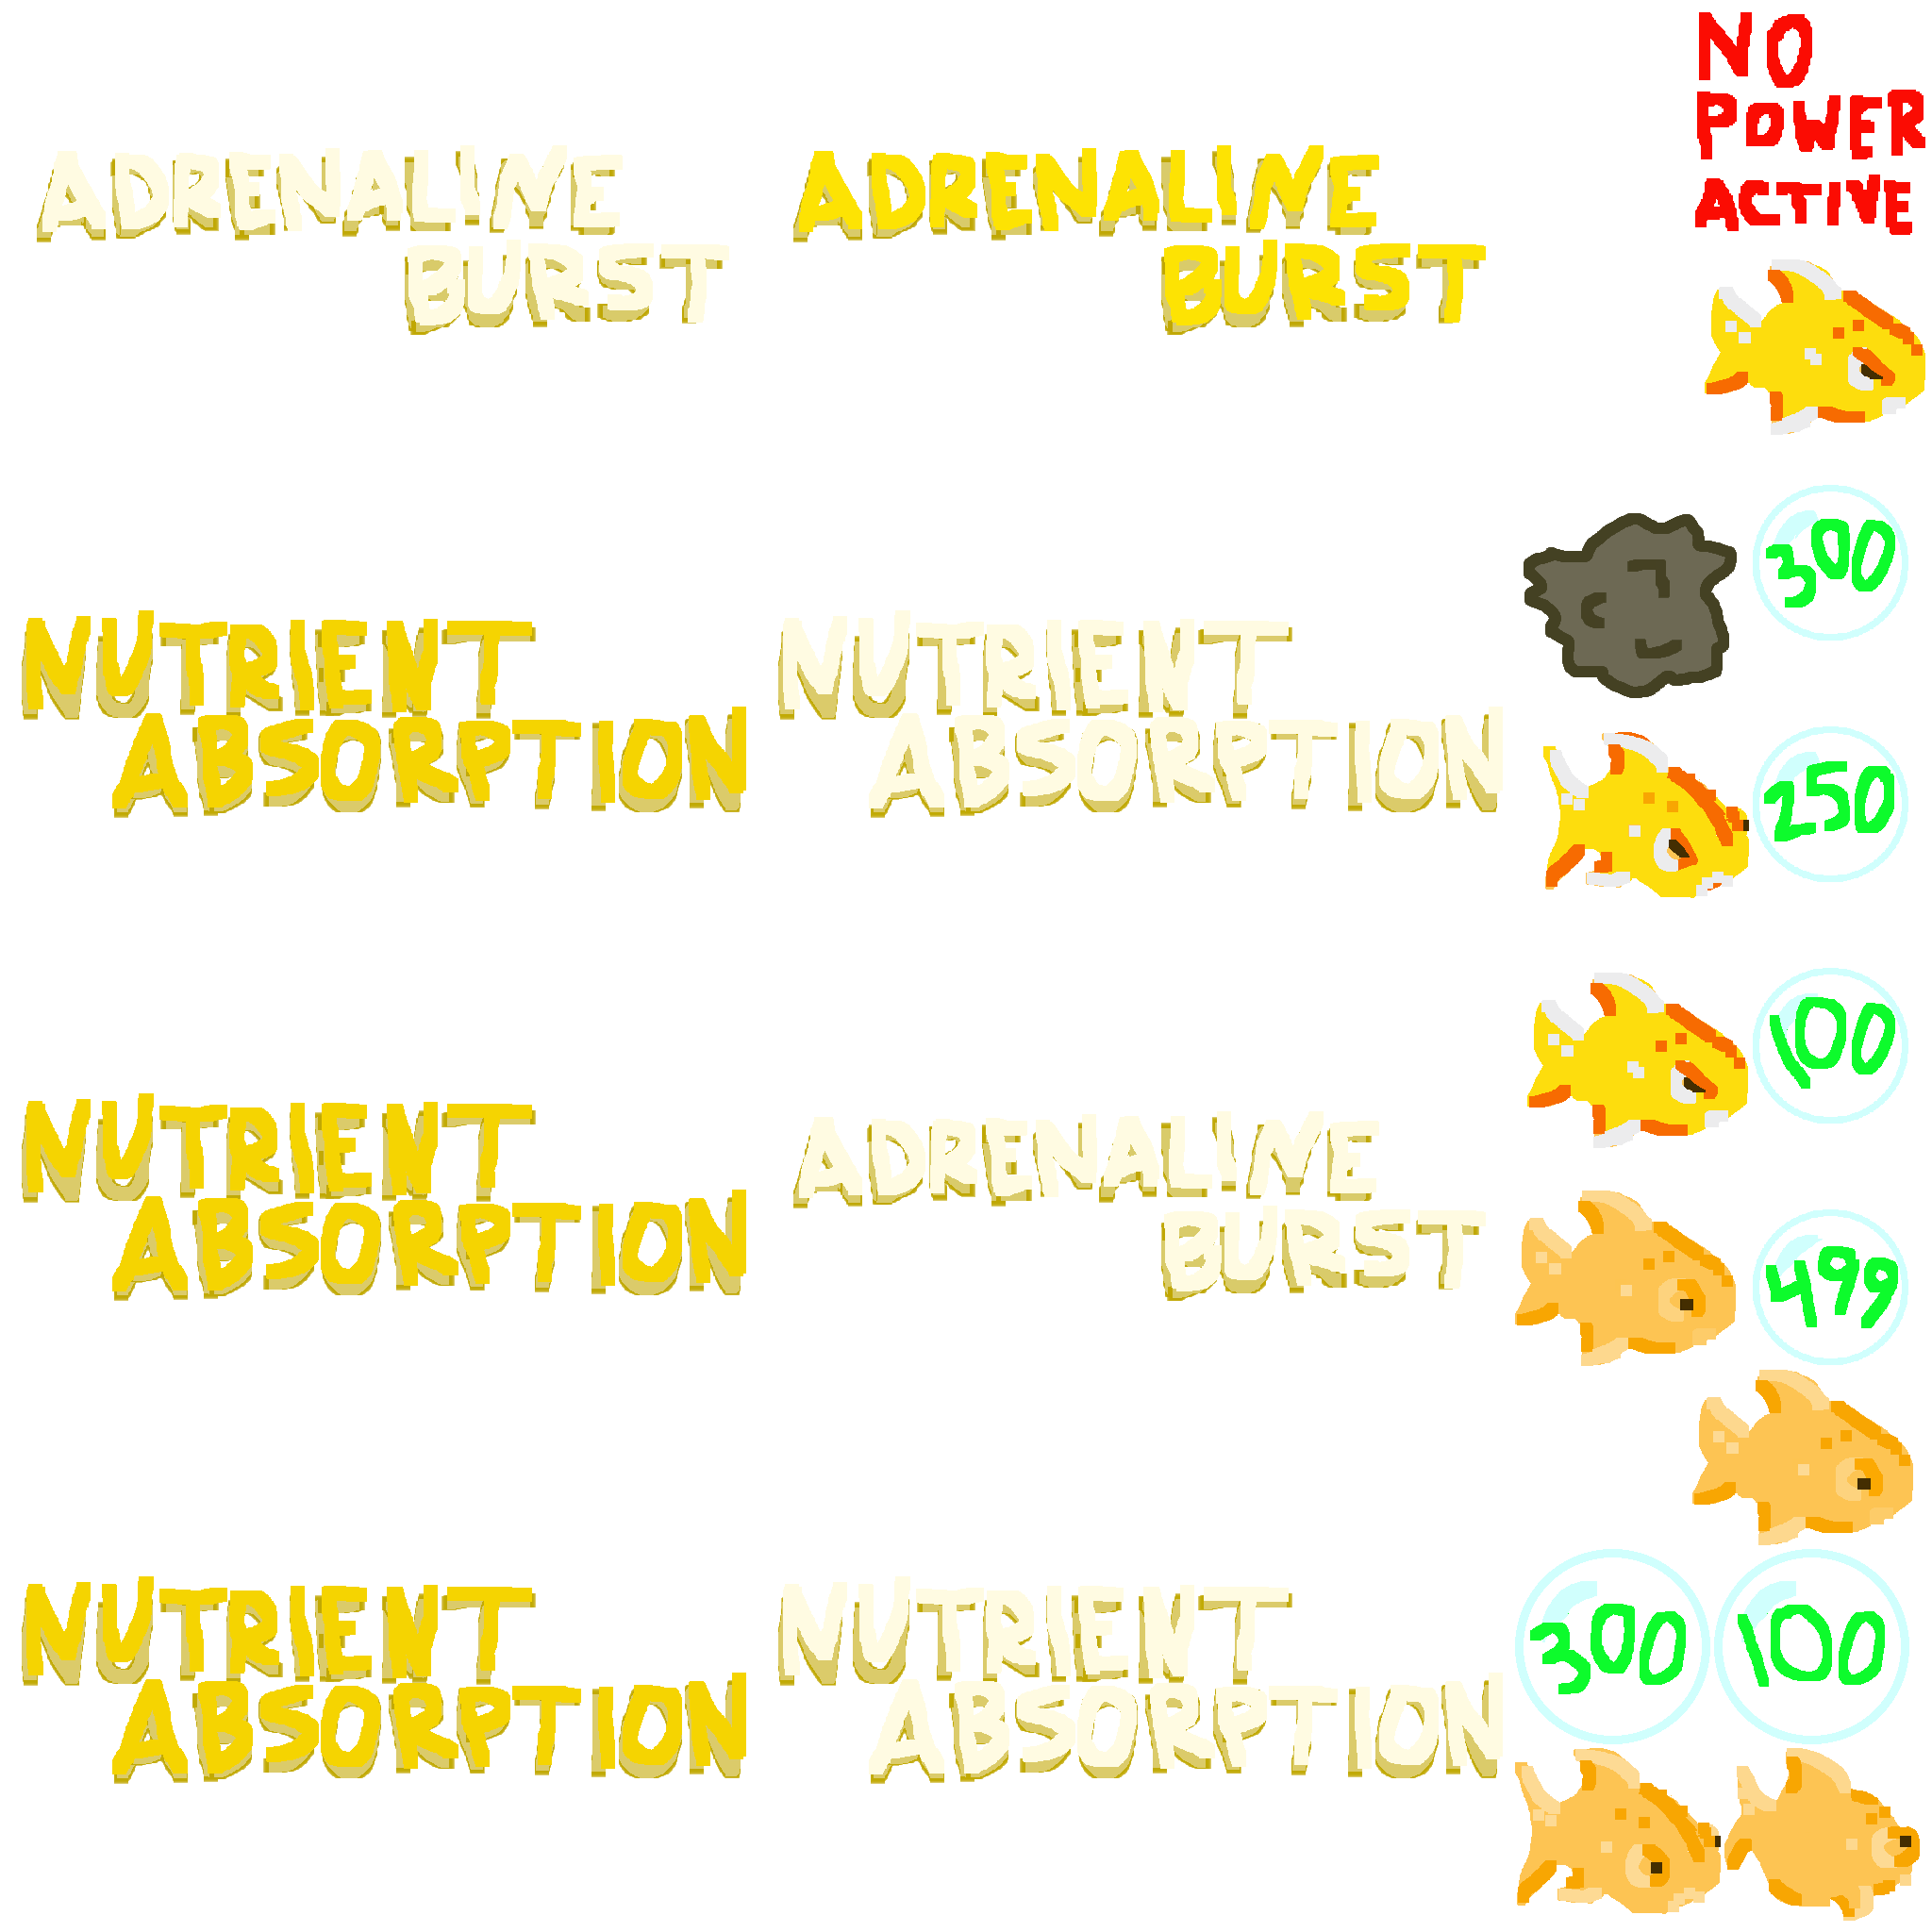 NO
POWER
ACTIVE
ADRENALINE
BURST
ADRENALINE
BURST
300
NUTRIENT
ABSORPTION
NUTRIENT
ABSORPTION
250
100
NUTRIENT
ABSORPTION
ADRENALINE
BURST
499
NUTRIENT
ABSORPTION
NUTRIENT
ABSORPTION
300
100